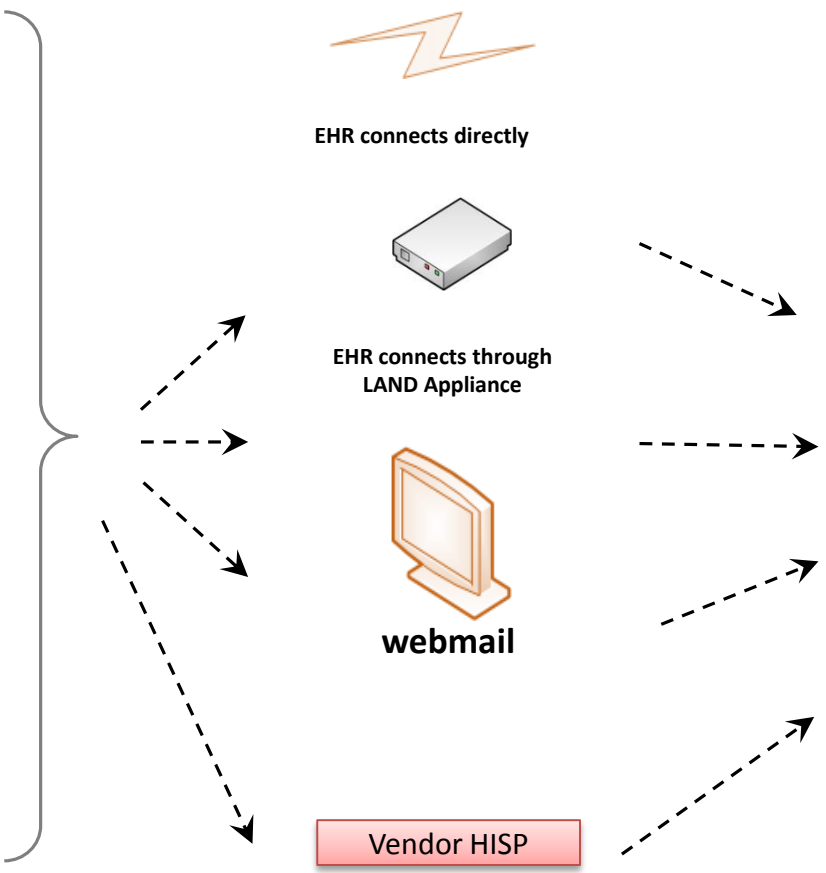 EHR connects directly
EHR connects through
LAND Appliance
webmail
Vendor HISP